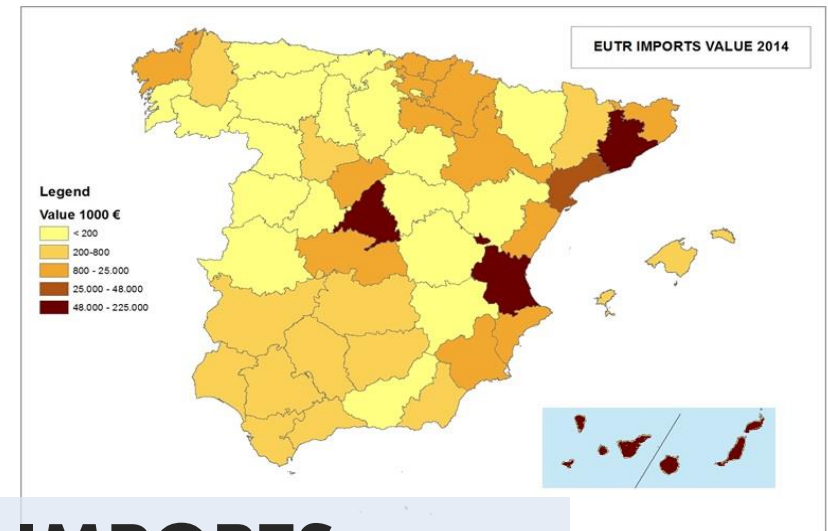 EUTR IMPORTS VALUE 2014
Legend
Value 1000 €
< 200
200-800
800 - 25.000
25.000 - 48.000
48.000 - 225.000